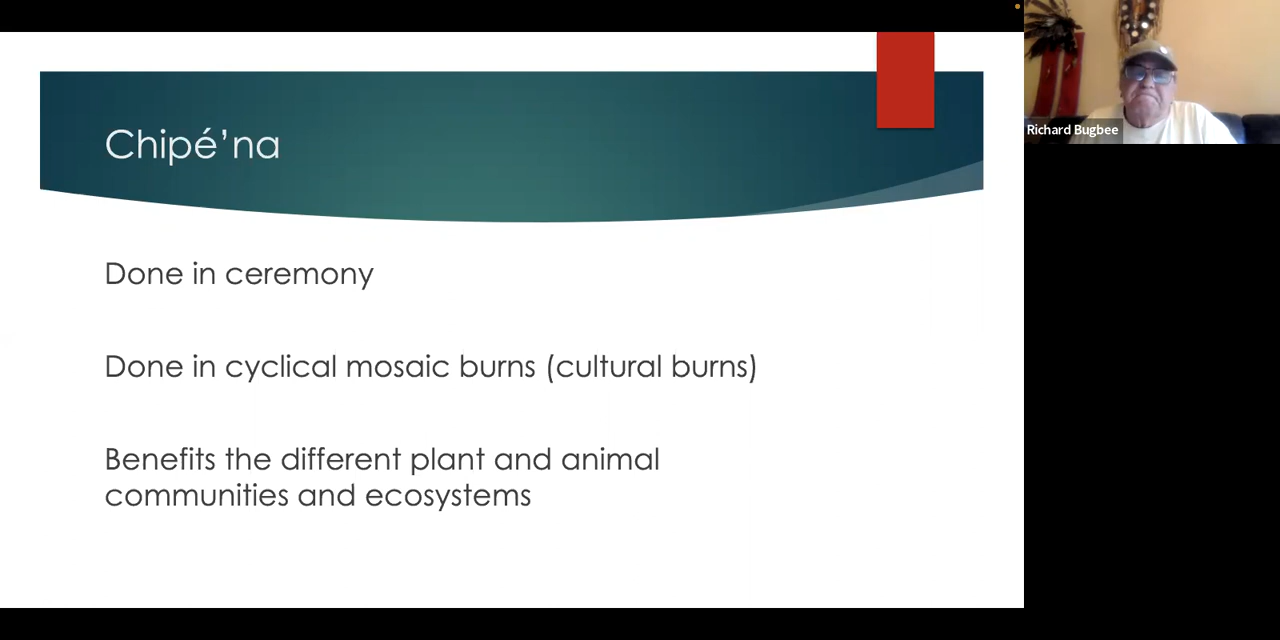 Chipé’na
Done in ceremony
Done in cyclical mosaic burns (cultural burns)
Benefits the different plant and animal
communities and ecosystems
Richard Bugbee